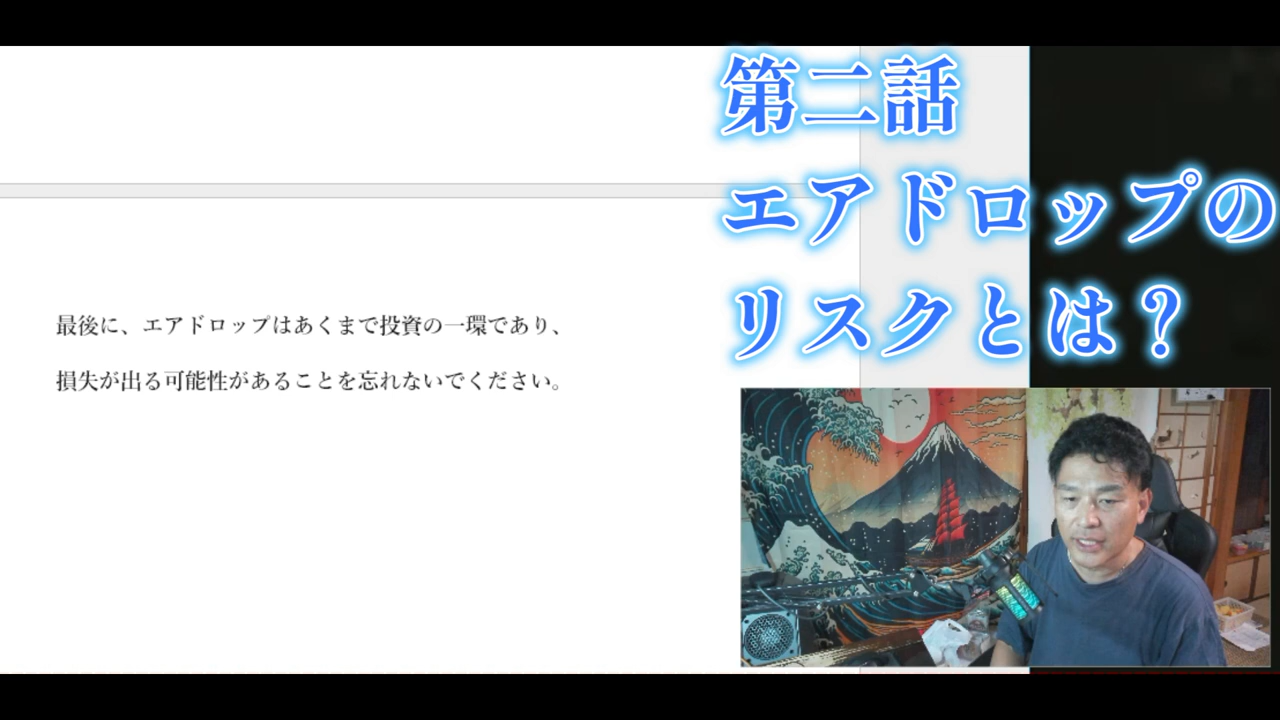 第二話
エアドロップの
リスクとは？
最後に、エアドロップはあくまで投資の一環であり、
損失が出る可能性があることを忘れないでください。